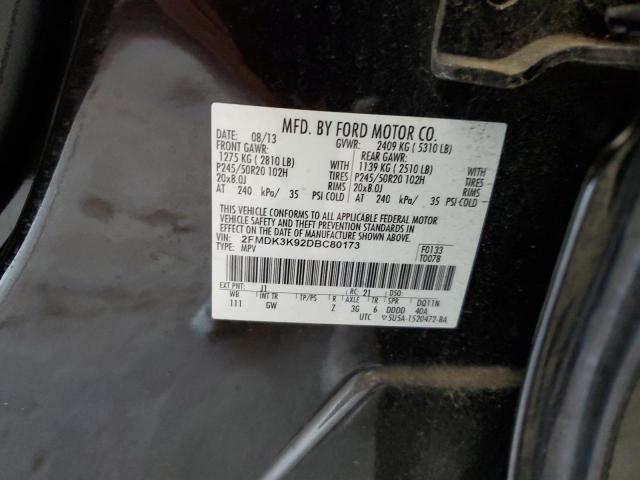 MFD. BY FORD MOTOR CO.
DATE: 08/13 GVWR: 2409 KG ( 5310 LB)
FRONT GAWR: REAR GAWR:
1275 KG ( 2810 LB) 1139 KG ( 2510 LB)
P245/50R20 102H TIRES P245/50R20 102H TIRES
20x8.0J RIMS 20x8.0J RIMS
AT 240 kPa/ 35 PSI COLD AT 240 kPa/ 35 PSI-COLD
THIS VEHICLE CONFORMS TO ALL APPLICABLE FEDERAL MOTOR
VEHICLE SAFETY AND THEFT PREVENTION STANDARDS IN
EFFECT ON THE DATE OF MANUFACTURE SHOWN ABOVE.
VIN: 2FMDK3K92DBC80173
TYPE: MPV
F0133
T0078
EXT PNT: J1 RC: 21 DSO:
WB INT TR TP/PS R AXLE TR SPR DQ11N
111 GW Z 3G 6 DDDD 40A
UTC ▽5U5A-1520472-BA